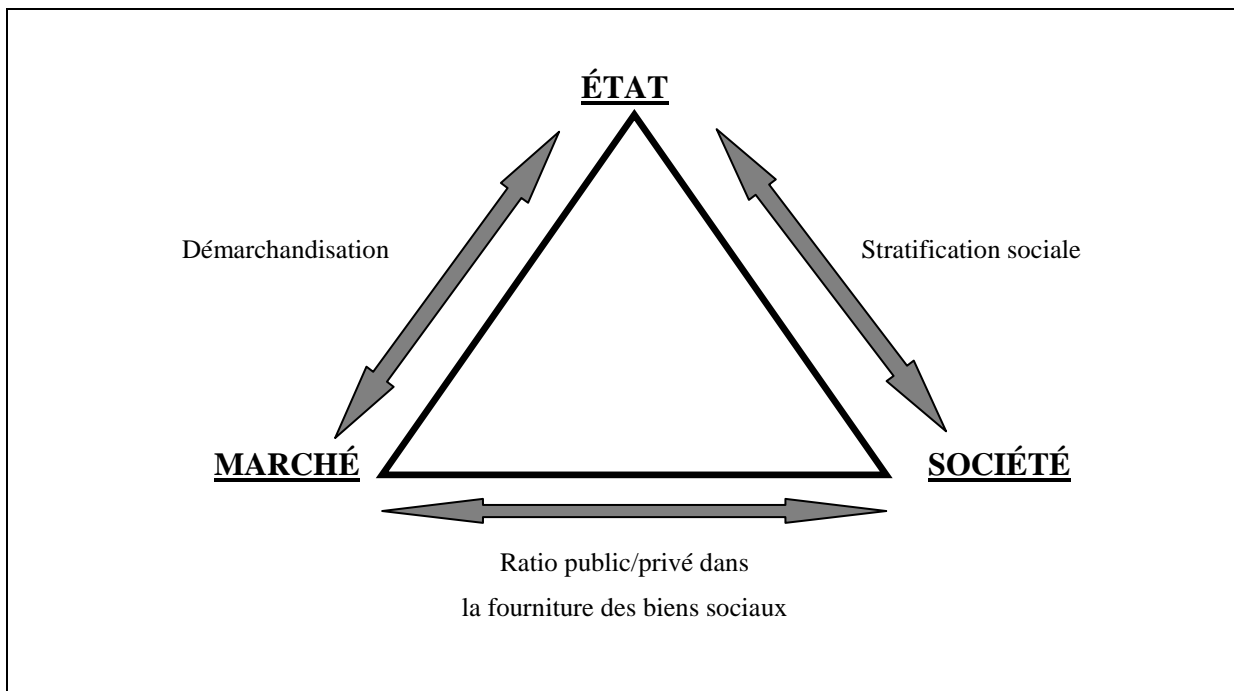 ÉTAT
Démarchandisation
Stratification sociale
MARCHÉ
SOCIÉTÉ
Ratio public/privé dans
la fourniture des biens sociaux